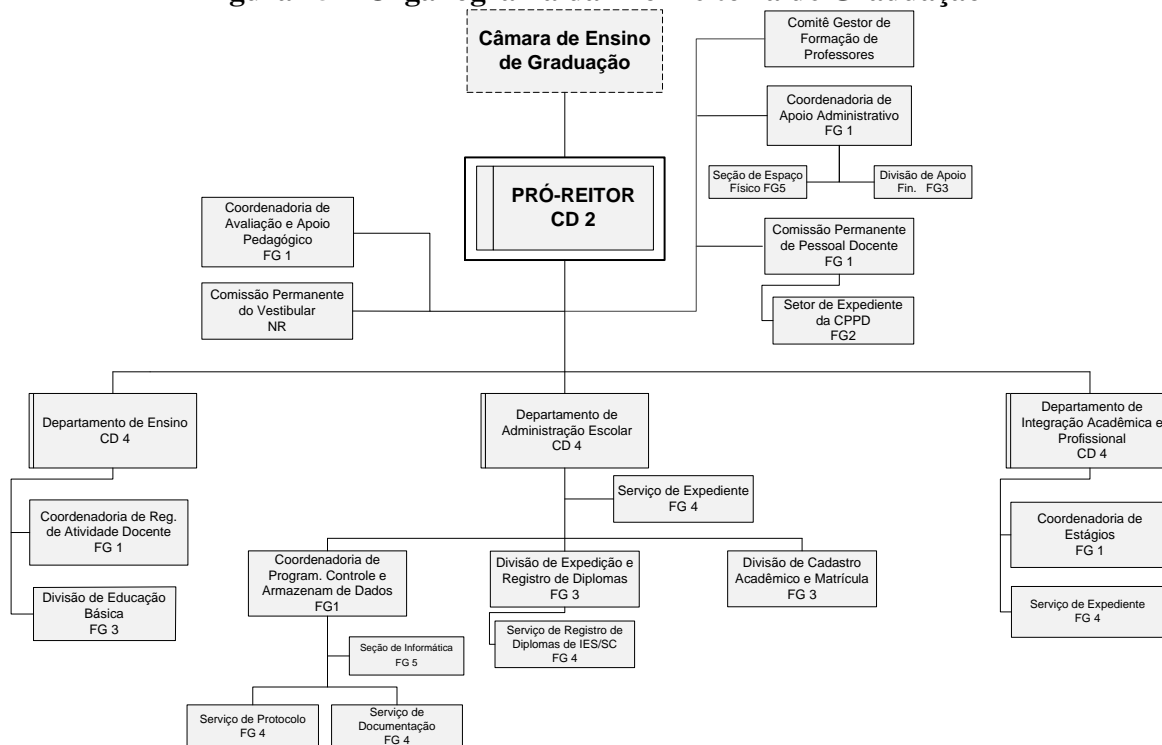 Figura Organograma da Pró-Reitoria de Graduação
Câmara de Ensino
de Graduação
Comitê Gestor de
Formação de
Professores
Coordenadoria de
Apoio Administrativo
FG 1
Seção de Espaço
Físico FG5
Divisão de Apoio
Fin. FG3
PRÓ-REITOR
CD 2
Coordenadoria de
Avaliação e Apoio
Pedagógico
FG 1
Comissão Permanente
de Pessoal Docente
FG 1
Comissão Permanente
do Vestibular
NR
Setor de Expediente
da CPPD
FG2
Departamento de Ensino
CD 4
Departamento de
Administração Escolar
CD 4
Departamento de
Integração Acadêmica e
Profissional
CD 4
Serviço de Expediente
FG 4
Coordenadoria de Reg.
de Atividade Docente
FG 1
Coordenadoria de
Estágios
FG 1
Coordenadoria de
Program. Controle e
Armazenam de Dados
FG1
Divisão de Expedição e
Registro de Diplomas
FG 3
Divisão de Cadastro
Acadêmico e Matrícula
FG 3
Divisão de Educação
Básica
FG 3
Serviço de Expediente
FG 4
Serviço de Registro de
Diplomas de IES/SC
FG 4
Seção de Informática
FG 5
Serviço de Protocolo
FG 4
Serviço de
Documentação
FG 4